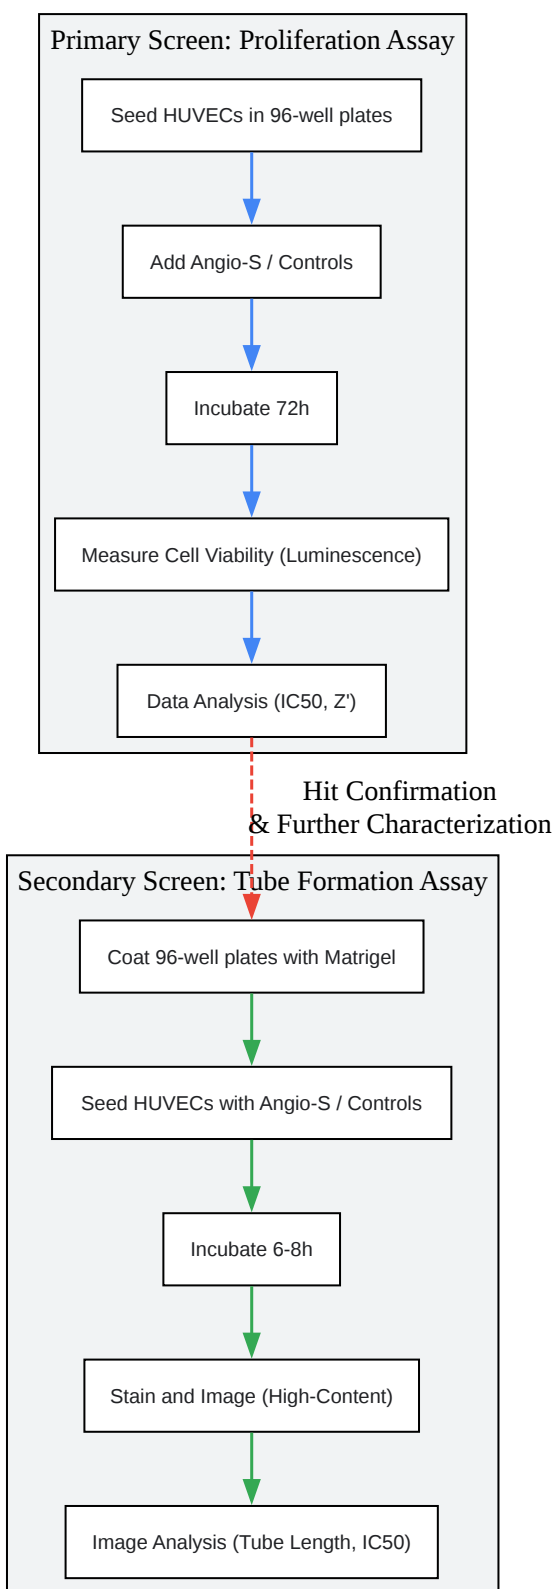 Primary Screen: Proliferation Assay
Seed HUVECs in 96-well plates
Add Angio-S / Controls
Incubate 72h
Measure Cell Viability (Luminescence)
Data Analysis (IC50, Z')
Hit Confirmation
& Further Characterization
Secondary Screen: Tube Formation Assay
Coat 96-well plates with Matrigel
Seed HUVECs with Angio-S / Controls
Incubate 6-8h
Stain and Image (High-Content)
Image Analysis (Tube Length, IC50)